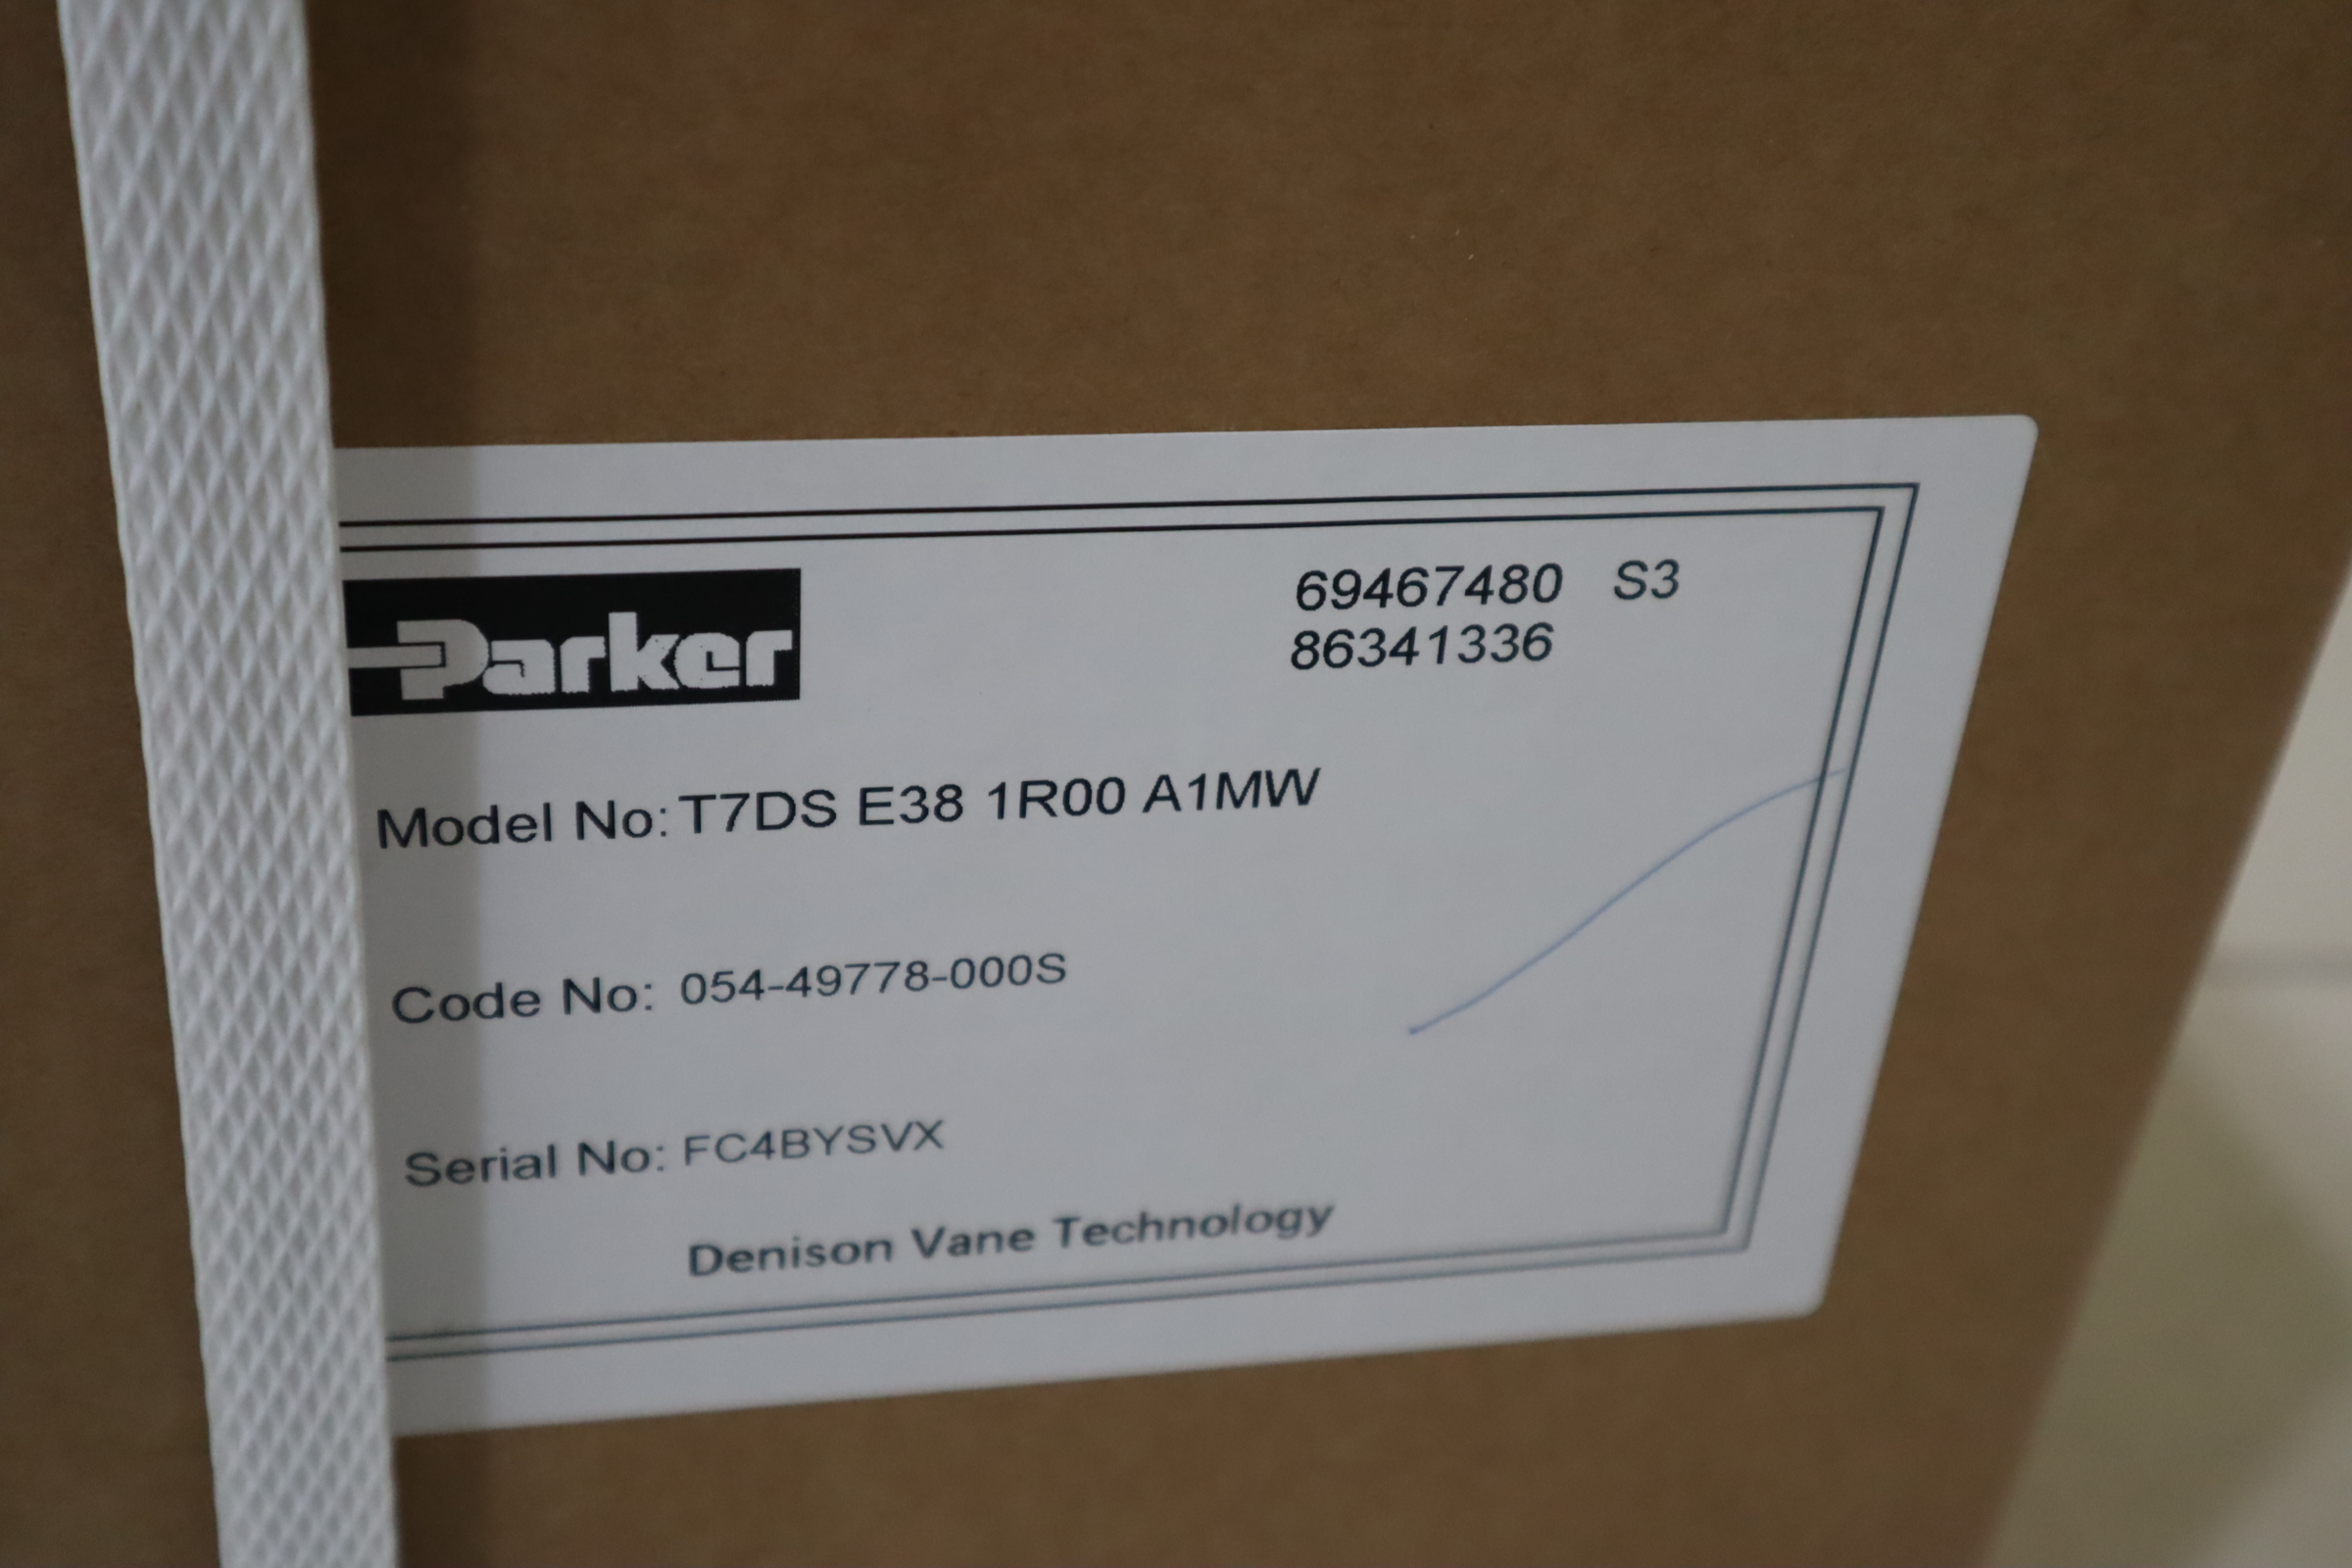 Parker
69467480 S3
86341336
Model No: T7DS E38 1R00 A1MW
Code No: 054-49778-000S
Serial No: FC4BYSVX
Denison Vane Technology